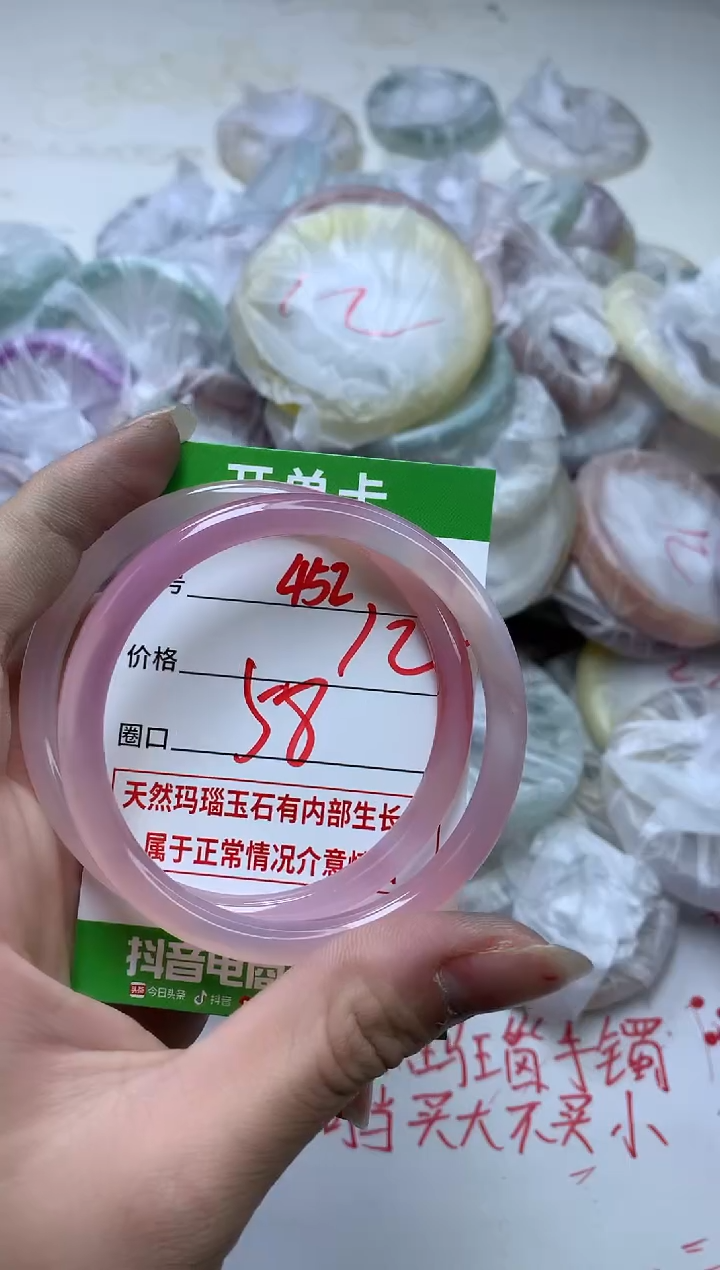 12
开单卡
号 452
12
价格
58
圈口
天然玛瑙玉石有内部生长
属于正常情况介意
抖音电商
今日头条 抖音
玛瑙手镯
买大不买小